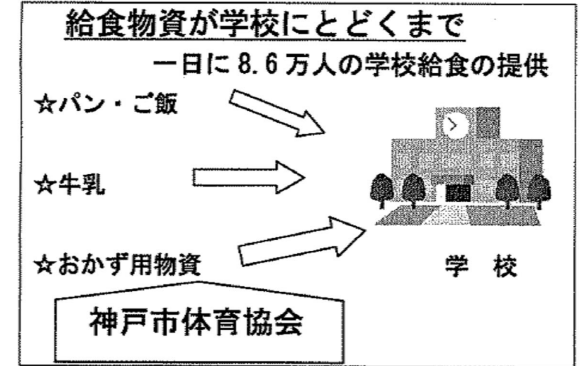 給食物資が学校にとどくまで
一日に8.6万人の学校給食の提供
☆パン・ご飯
☆牛乳
☆おかず用物資
学 校
神戸市体育協会